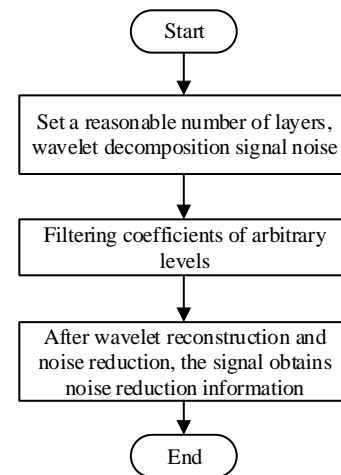 Start
Set a reasonable number of layers,
wavelet decomposition signal noise
Filtering coefficients of arbitrary
levels
After wavelet reconstruction and
noise reduction, the signal obtains
noise reduction information
End